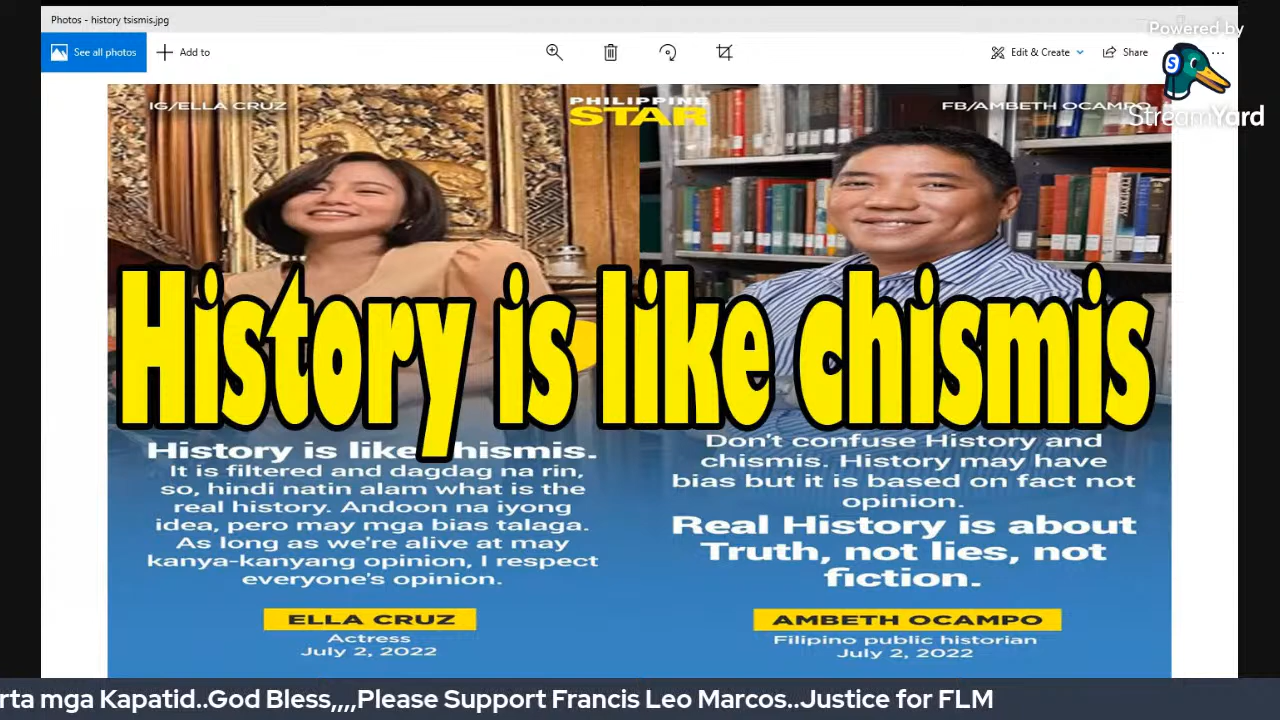 Photos - history tsismis.jpg
Powered by
See all photos
Add to
Edit & Create
Share
StreamYard
IG/ELLA CRUZ
PHILIPPINE
STAR
FB/AMBETH OCAMPO
History is like chismis
History is like chismis.
It is filtered and dagdag na rin,
so, hindi natin alam what is the
real history. Andoon na iyong
idea, pero may mga bias talaga.
As long as we're alive at may
kanya-kanyang opinion, I respect
everyone's opinion.
ELLA CRUZ
Actress
July 2, 2022
Don't confuse History and
chismis. History may have
bias but it is based on fact not
opinion.
Real History is about
Truth, not lies, not
fiction.
AMBETH OCAMPO
Filipino public historian
July 2, 2022
rta mga Kapatid..God Bless,,,,Please Support Francis Leo Marcos..Justice for FLM